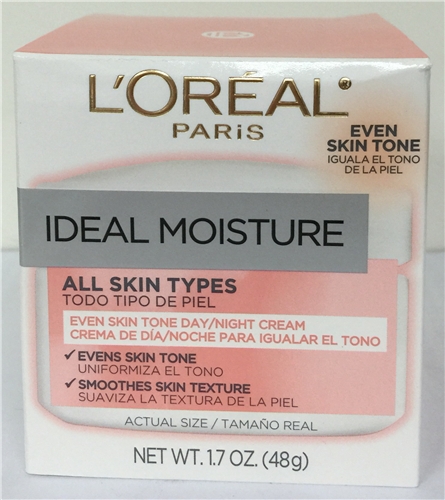 L'ORÉAL®
PARIS
EVEN
SKIN TONE
IGUALA EL TONO
DE LA PIEL
IDEAL MOISTURE
ALL SKIN TYPES
TODO TIPO DE PIEL
EVEN SKIN TONE DAY/NIGHT CREAM
CREMA DE DÍA/NOCHE PARA IGUALAR EL TONO
✓EVENS SKIN TONE
UNIFORMIZA EL TONO
✓SMOOTHES SKIN TEXTURE
SUAVIZA LA TEXTURA DE LA PIEL
ACTUAL SIZE / TAMAÑO REAL
NET WT. 1.7 OZ. (48g)